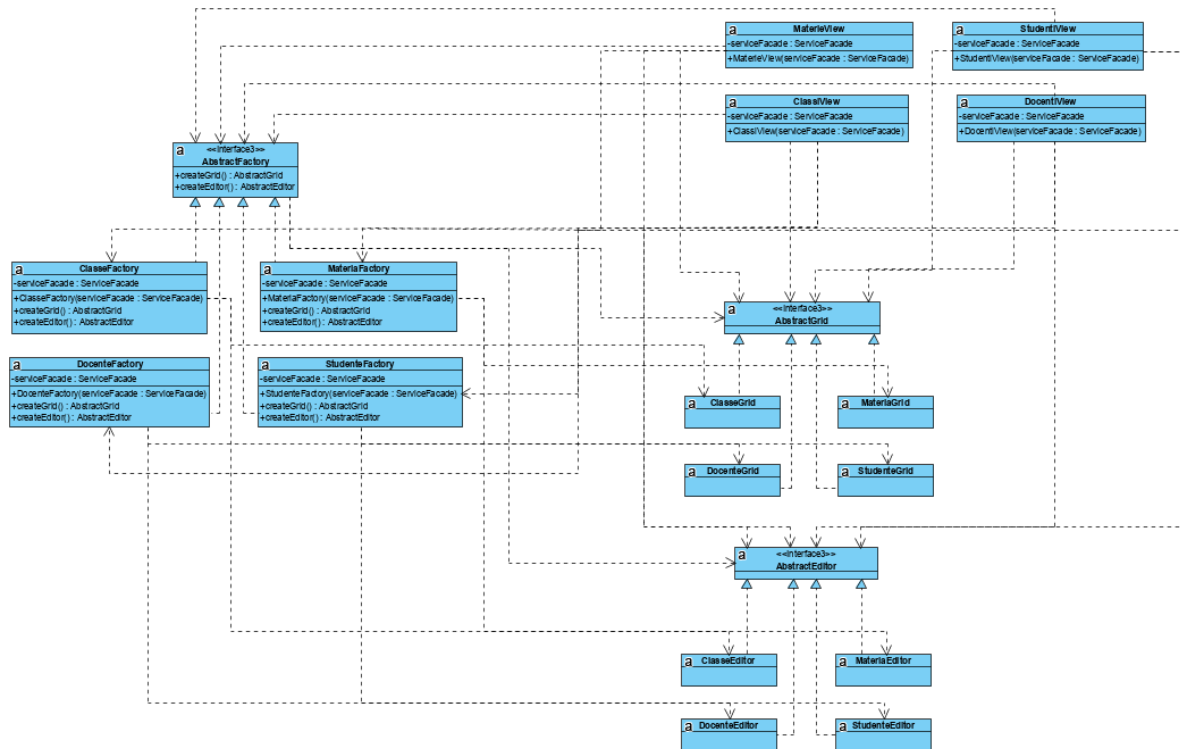 a MaterieView
-serviceFacade : ServiceFacade
+MaterieView(serviceFacade : ServiceFacade)
a StudentiView
-serviceFacade : ServiceFacade
+StudentiView(serviceFacade : ServiceFacade)
a ClassiView
-serviceFacade : ServiceFacade
+ClassiView(serviceFacade : ServiceFacade)
a DocentiView
-serviceFacade : ServiceFacade
+DocentiView(serviceFacade : ServiceFacade)
a <<Interface3>>
AbstractFactory
+createGrid() : AbstractGrid
+createEditor() : AbstractEditor
a ClasseFactory
-serviceFacade : ServiceFacade
+ClasseFactory(serviceFacade : ServiceFacade)
+createGrid() : AbstractGrid
+createEditor() : AbstractEditor
a MateriaFactory
-serviceFacade : ServiceFacade
+MateriaFactory(serviceFacade : ServiceFacade)
+createGrid() : AbstractGrid
+createEditor() : AbstractEditor
a <<Interface3>>
AbstractGrid
a DocenteFactory
-serviceFacade : ServiceFacade
+DocenteFactory(serviceFacade : ServiceFacade)
+createGrid() : AbstractGrid
+createEditor() : AbstractEditor
a StudenteFactory
-serviceFacade : ServiceFacade
+StudenteFactory(serviceFacade : ServiceFacade)
+createGrid() : AbstractGrid
+createEditor() : AbstractEditor
a ClasseGrid
a MateriaGrid
a DocenteGrid
a StudenteGrid
a <<Interface3>>
AbstractEditor
a ClasseEditor
a MateriaEditor
a DocenteEditor
a StudenteEditor